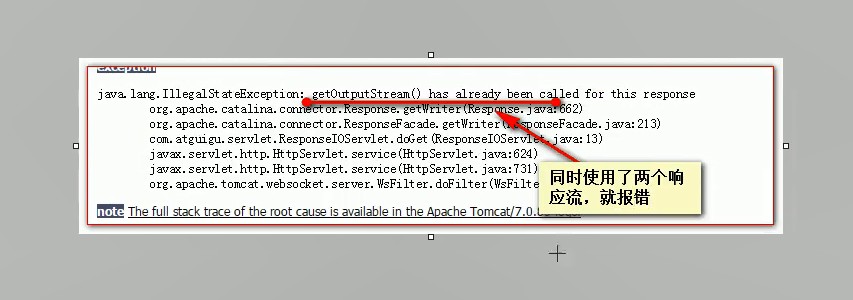 exception
java.lang.IllegalStateException: getOutputStream() has already been called for this response
org.apache.catalina.connector.Response.getWriter(Response.java:662)
org.apache.catalina.connector.ResponseFacade.getWriter(ResponseFacade.java:213)
com.atguigu.servlet.ResponseIOServlet.doGet(ResponseIOServlet.java:13)
javax.servlet.http.HttpServlet.service(HttpServlet.java:624)
javax.servlet.http.HttpServlet.service(HttpServlet.java:731)
org.apache.tomcat.websocket.server.WsFilter.doFilter(WsFilte
同时使用了两个响
应流，就报错
note The full stack trace of the root cause is available in the Apache Tomcat/7.0.